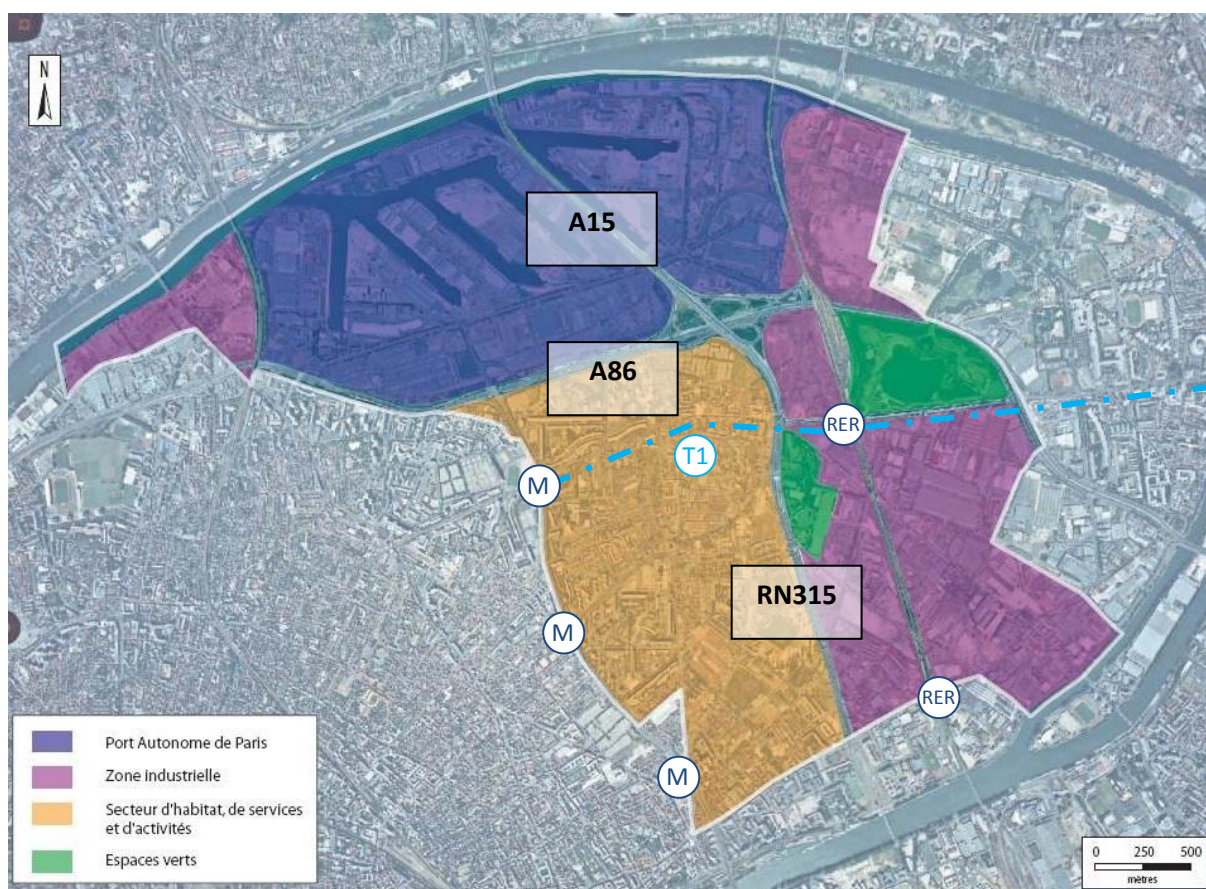 N
A15
A86
RER
T1
M
RN315
M
RER
M
Port Autonome de Paris
Zone industrielle
Secteur d'habitat, de services
et d'activités
Espaces verts
0 250 500
mètres